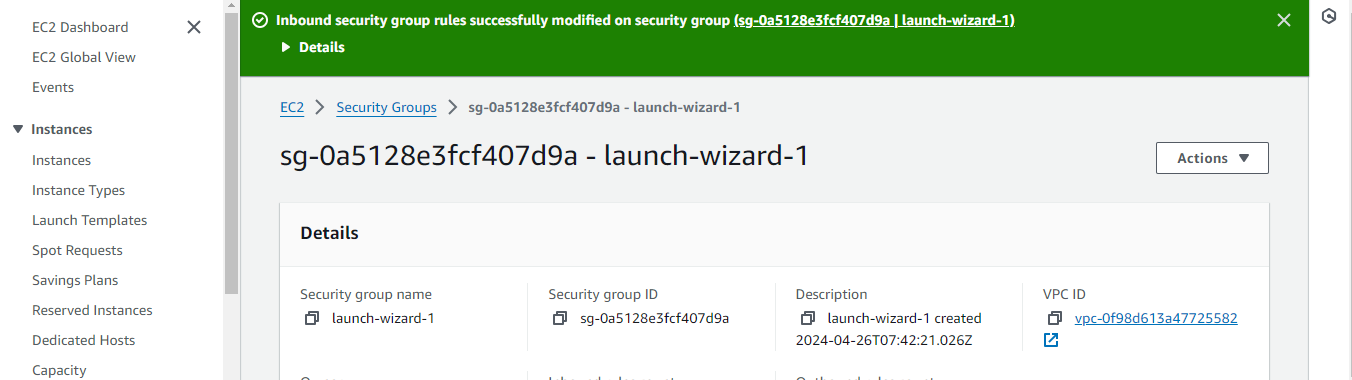 EC2 Dashboard
EC2 Global View
Events
Instances
Instances
Instance Types
Launch Templates
Spot Requests
Savings Plans
Reserved Instances
Dedicated Hosts
Capacity
Inbound security group rules successfully modified on security group (sg-0a5128e3fcf407d9a | launch-wizard-1)
Details
EC2 > Security Groups > sg-0a5128e3fcf407d9a - launch-wizard-1
sg-0a5128e3fcf407d9a - launch-wizard-1
Actions
Details
Security group name
launch-wizard-1
Security group ID
sg-0a5128e3fcf407d9a
Description
launch-wizard-1 created
2024-04-26T07:42:21.026Z
VPC ID
vpc-0f98d613a47725582